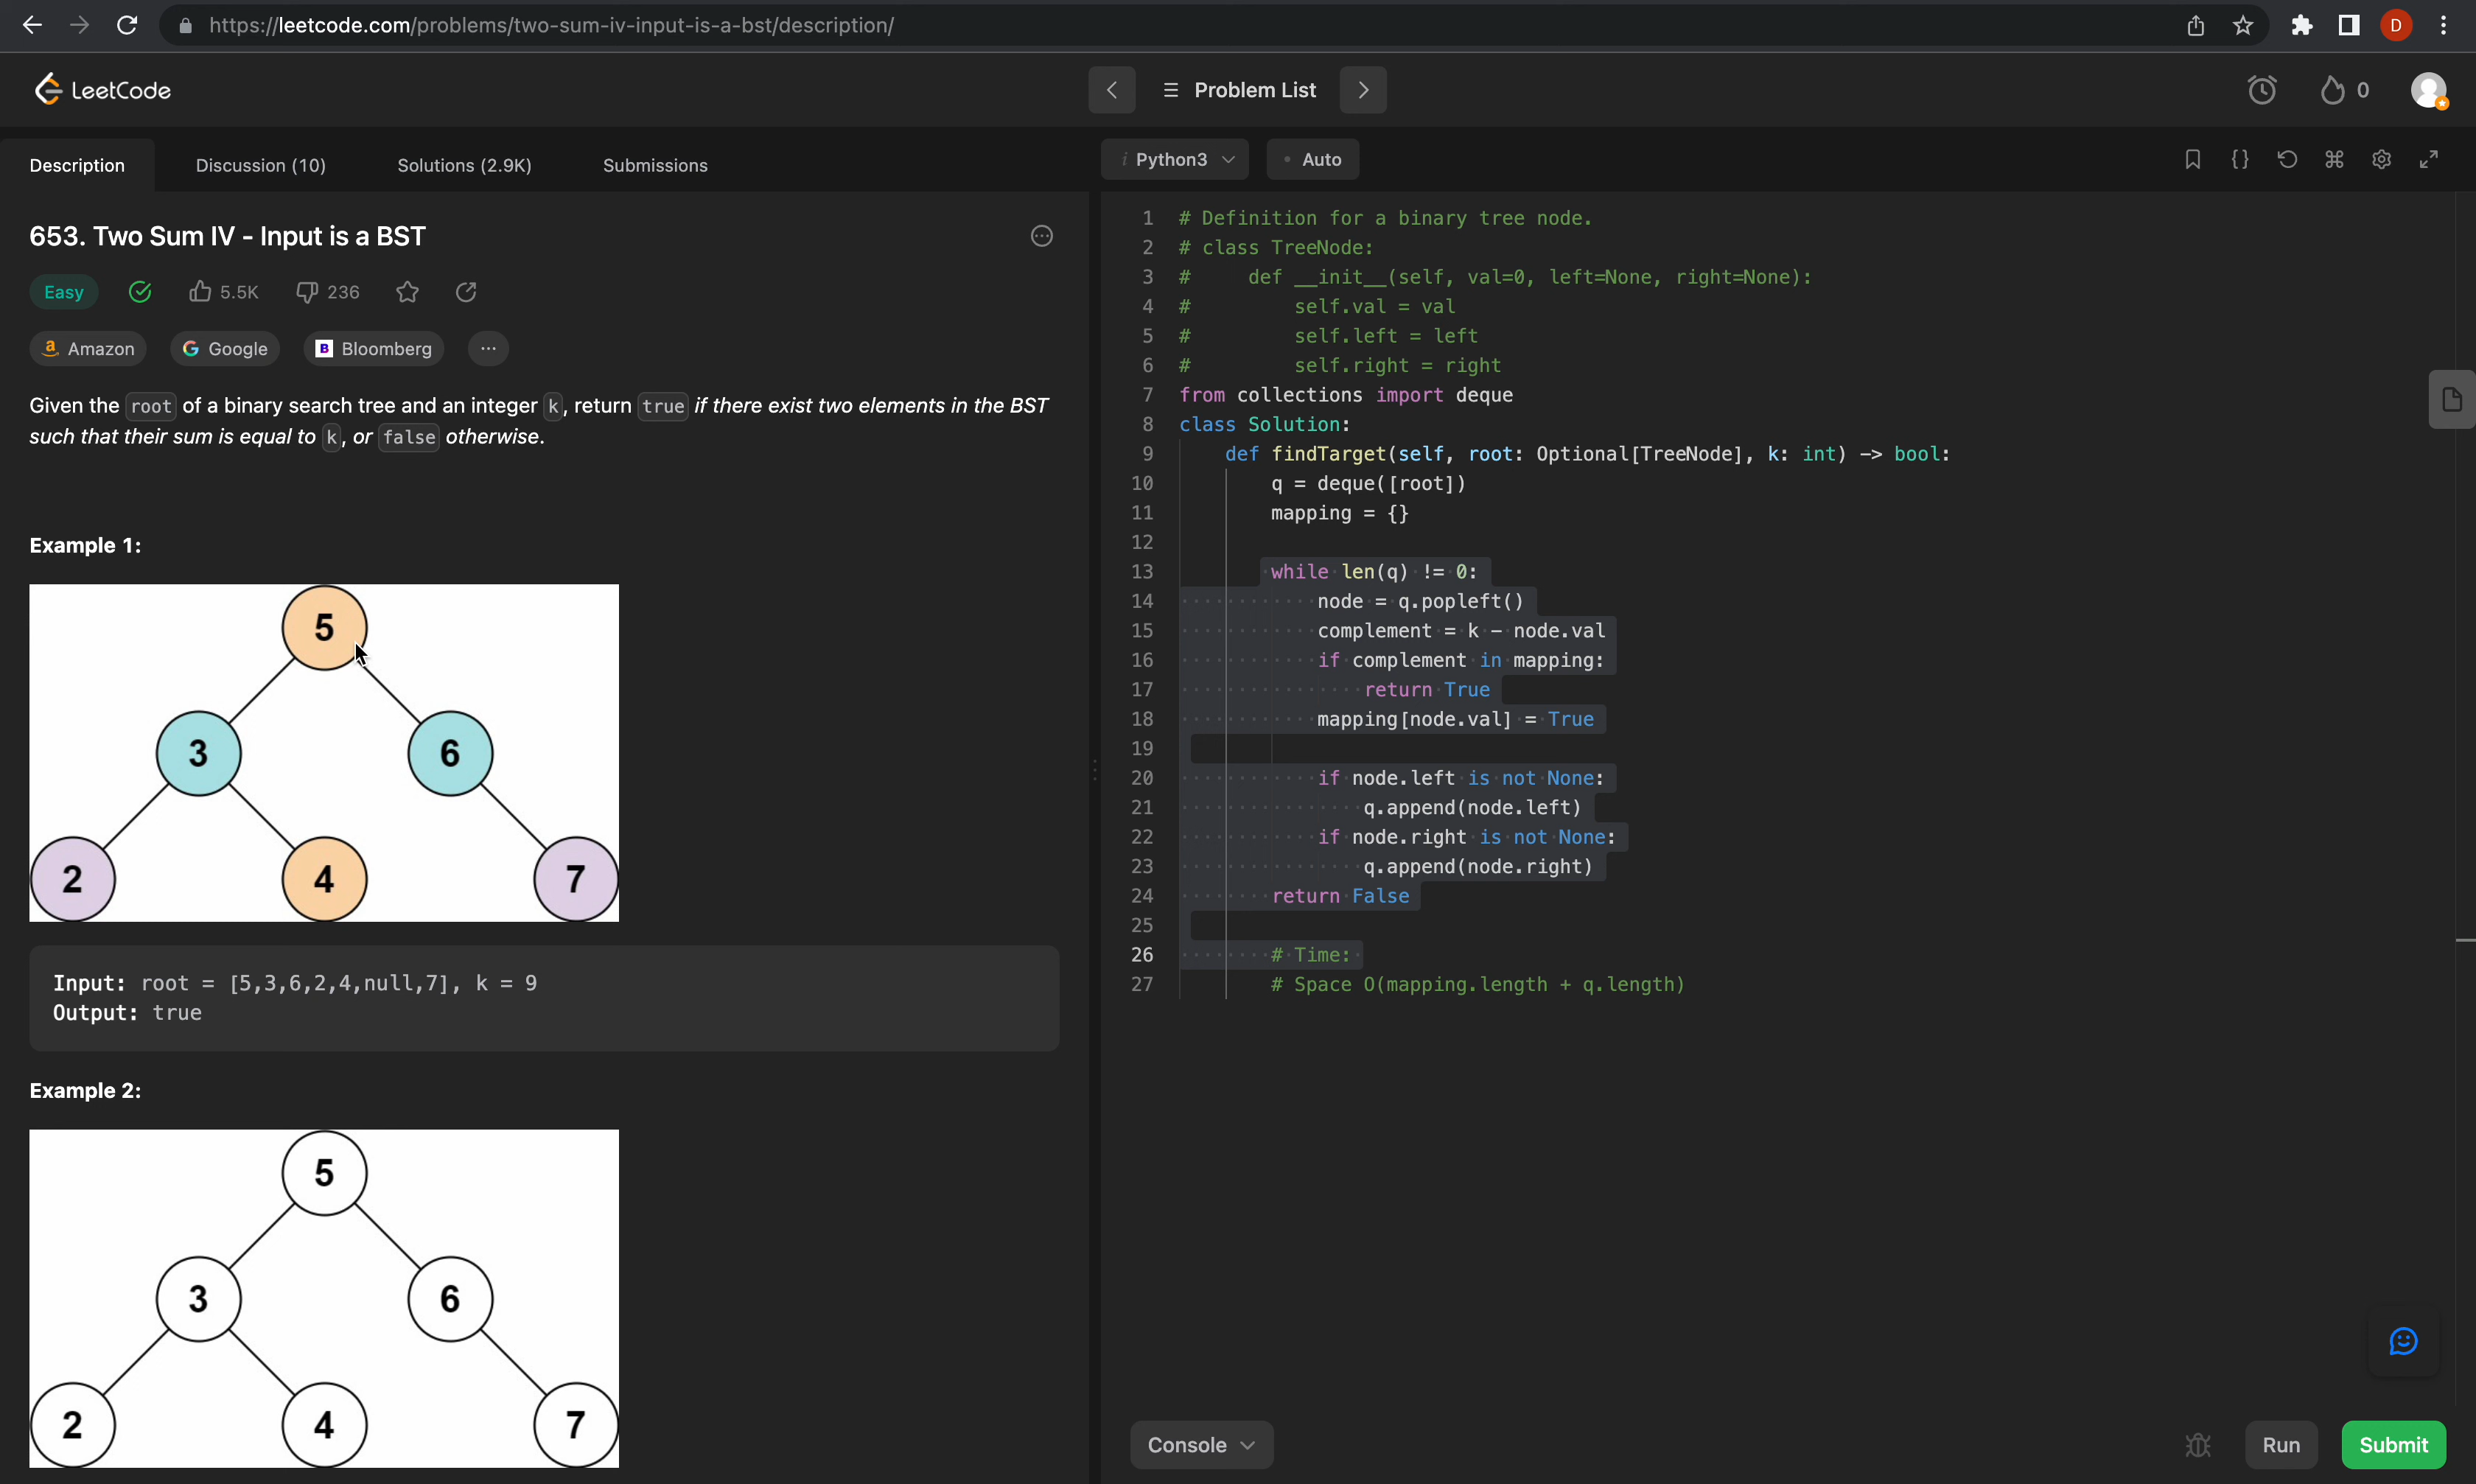 https://leetcode.com/problems/two-sum-iv-input-is-a-bst/description/
D
LeetCode
Problem List
0
Description
Discussion (10)
Solutions (2.9K)
Submissions
653. Two Sum IV - Input is a BST
Easy
5.5K
236
Amazon
Google
B Bloomberg
...
Given the root of a binary search tree and an integer k, return true if there exist two elements in the BST
such that their sum is equal to k, or false otherwise.
Example 1:
5
3 6
2 4 7
Input: root = [5,3,6,2,4,null,7], k = 9
Output: true
Example 2:
5
3 6
2 4 7
i Python3
Auto
{}
1 # Definition for a binary tree node.
2 # class TreeNode:
3 #     def __init__(self, val=0, left=None, right=None):
4 #         self.val = val
5 #         self.left = left
6 #         self.right = right
7 from collections import deque
8 class Solution:
9     def findTarget(self, root: Optional[TreeNode], k: int) -> bool:
10         q = deque([root])
11         mapping = {}
12
13         while len(q) != 0:
14             node = q.popleft()
15             complement = k - node.val
16             if complement in mapping:
17                 return True
18             mapping[node.val] = True
19
20             if node.left is not None:
21                 q.append(node.left)
22             if node.right is not None:
23                 q.append(node.right)
24         return False
25
26         # Time:
27         # Space O(mapping.length + q.length)
Console
Run
Submit